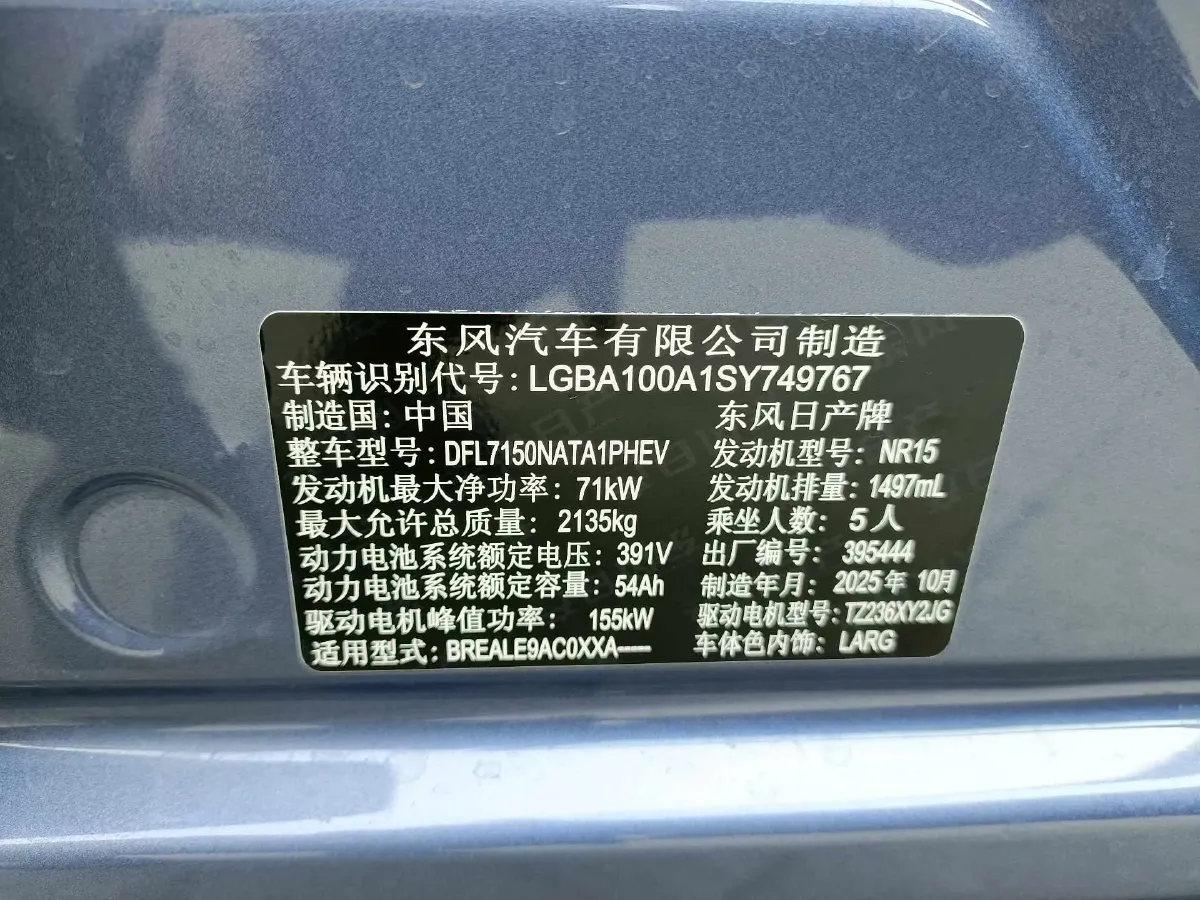 东风汽车有限公司制造
车辆识别代号：LGBA100A1SY749767
制造国：中国 东风日产牌
整车型号：DFL7150NATA1PHEV 发动机型号：NR15
发动机最大净功率：71kW 发动机排量：1497mL
最大允许总质量：2135kg 乘坐人数：5人
动力电池系统额定电压：391V 出厂编号：395444
动力电池系统额定容量：54Ah 制造年月：2025年 10月
驱动电机峰值功率：155kW 驱动电机型号：TZ236XY2JG
适用型式：BREALE9AC0XXA----- 车体色内饰：LARG